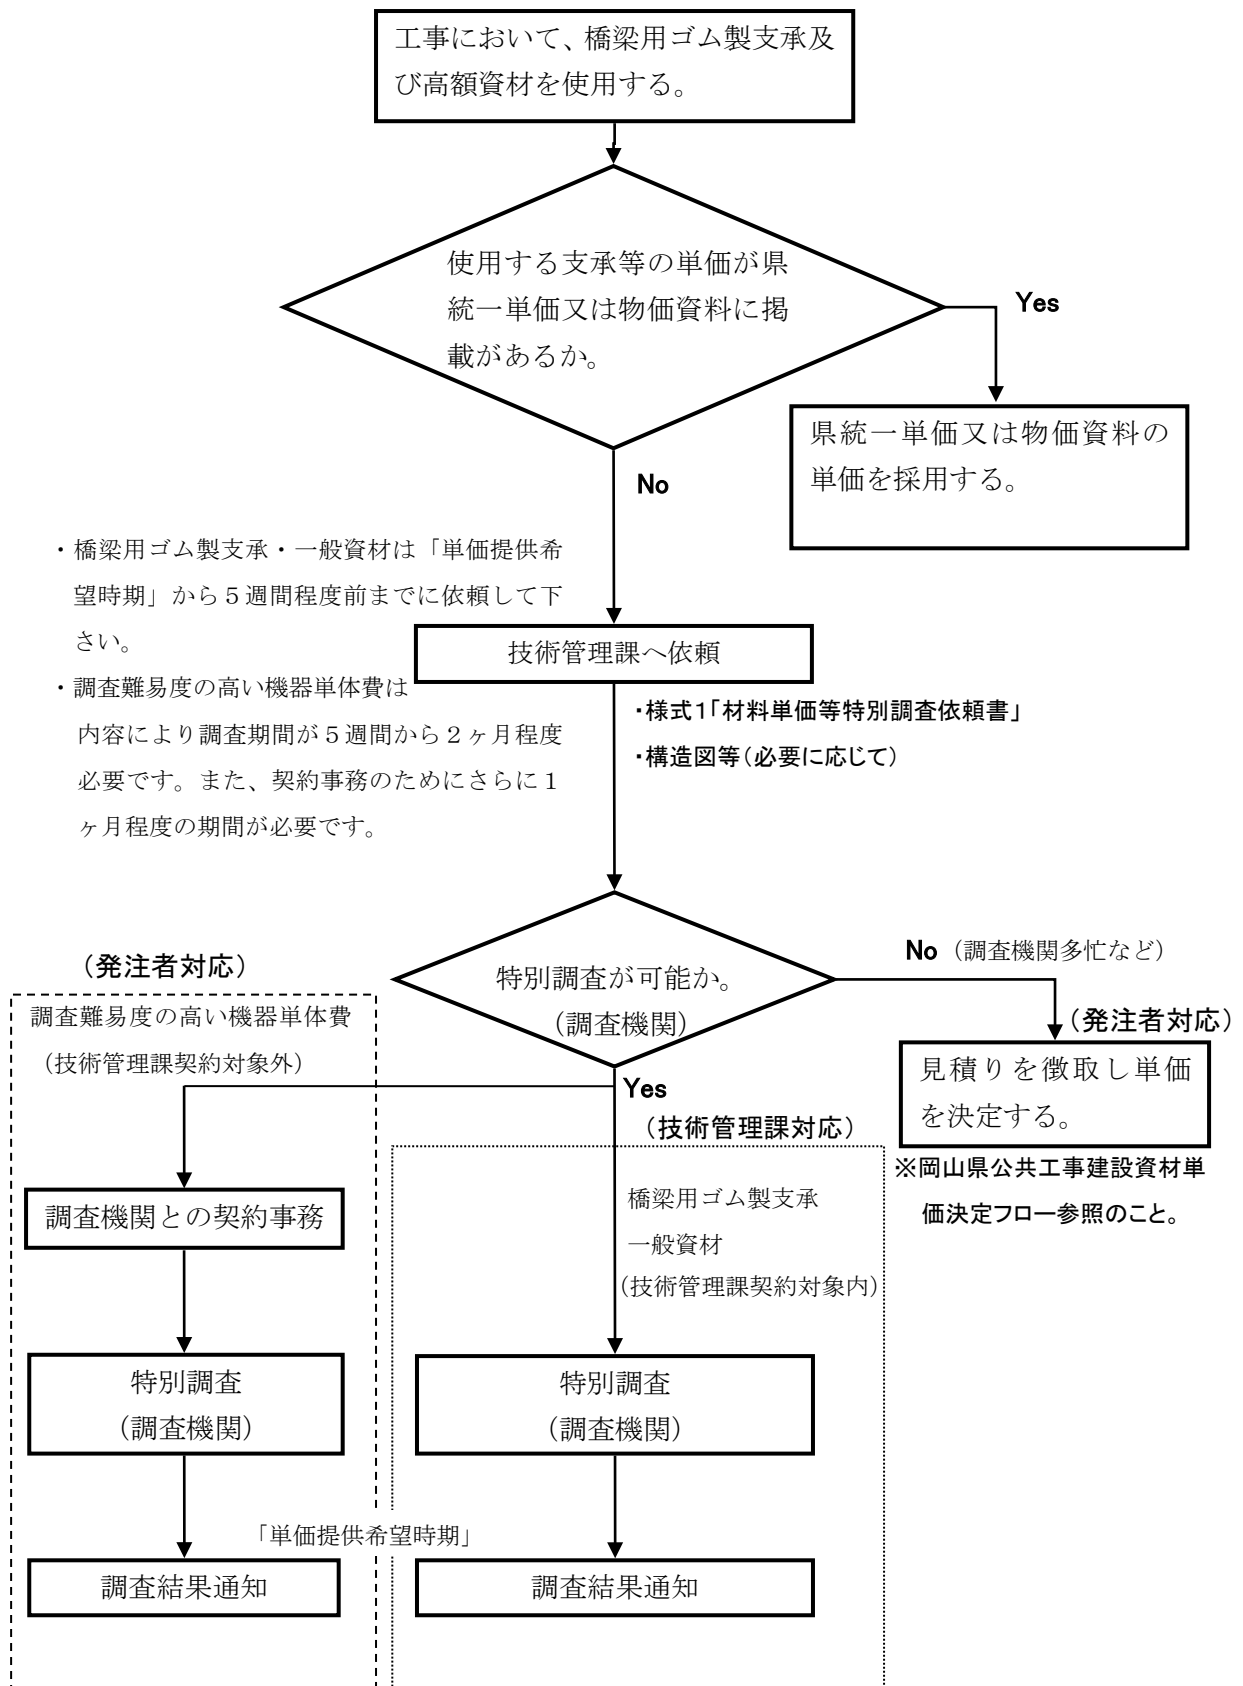 工事において、橋梁用ゴム製支承及
び高額資材を使用する。
使用する支承等の単価が県
統一単価又は物価資料に掲
載があるか。
Yes
県統一単価又は物価資料の
単価を採用する。
No
・橋梁用ゴム製支承・一般資材は「単価提供希
望時期」から５週間程度前までに依頼して下
さい。
・調査難易度の高い機器単体費は
内容により調査期間が５週間から２ヶ月程度
必要です。また、契約事務のためにさらに１
ヶ月程度の期間が必要です。
技術管理課へ依頼
・様式１「材料単価等特別調査依頼書」
・構造図等（必要に応じて）
特別調査が可能か。
（調査機関）
No（調査機関多忙など）
（発注者対応）
見積りを徴取し単価
を決定する。
※岡山県公共工事建設資材単
価決定フロー参照のこと。
（発注者対応）
調査難易度の高い機器単体費
（技術管理課契約対象外）
Yes
（技術管理課対応）
橋梁用ゴム製支承
一般資材
（技術管理課契約対象内）
調査機関との契約事務
特別調査
（調査機関）
特別調査
（調査機関）
「単価提供希望時期」
調査結果通知
調査結果通知